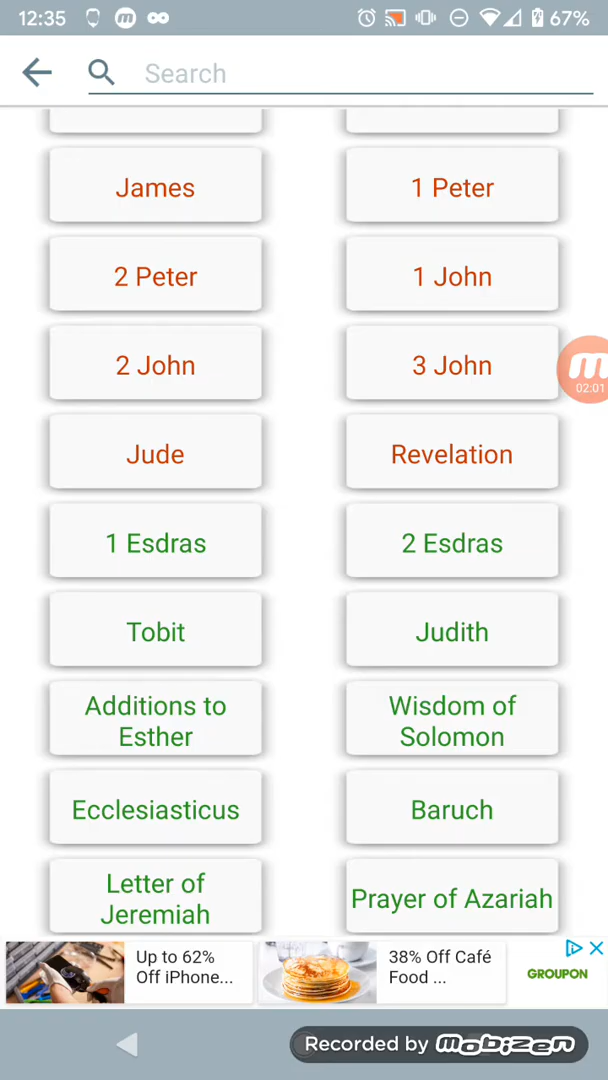 12:35
67%
Search
James
1 Peter
2 Peter
1 John
2 John
3 John
02:01
Jude
Revelation
1 Esdras
2 Esdras
Tobit
Judith
Additions to
Esther
Wisdom of
Solomon
Ecclesiasticus
Baruch
Letter of
Jeremiah
Prayer of Azariah
Up to 62%
Off iPhone...
38% Off Café
Food ...
GROUPON
Recorded by mobizen